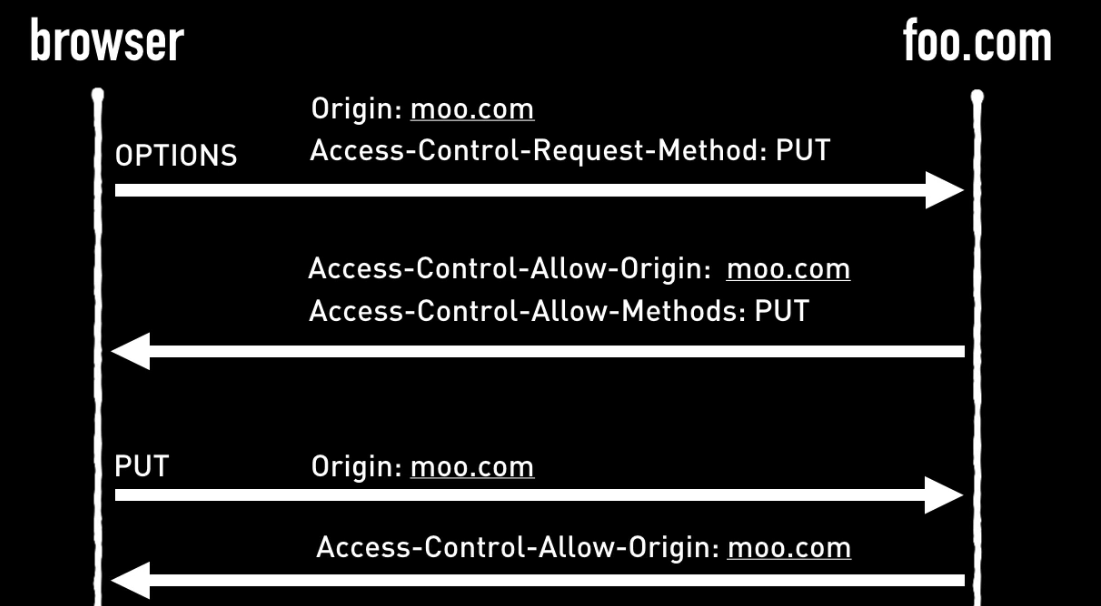 browser
foo.com
Origin: moo.com
OPTIONS
Access-Control-Request-Method: PUT
Access-Control-Allow-Origin: moo.com
Access-Control-Allow-Methods: PUT
PUT
Origin: moo.com
Access-Control-Allow-Origin: moo.com